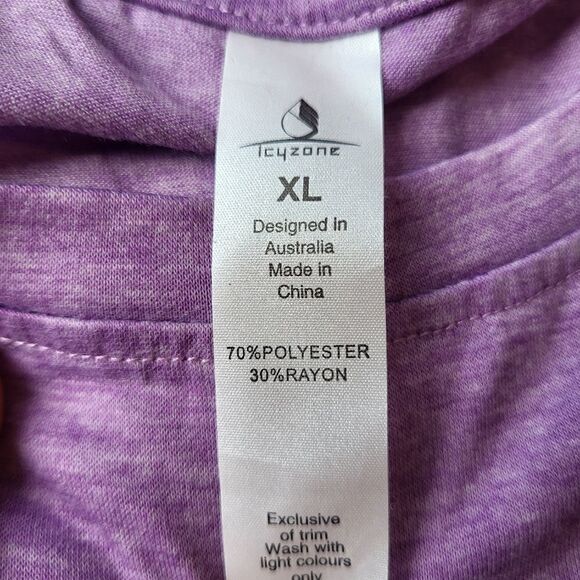 Icyzone
XL
Designed in
Australia
Made in
China
70%POLYESTER
30%RAYON
Exclusive
of trim
Wash with
light colours
only